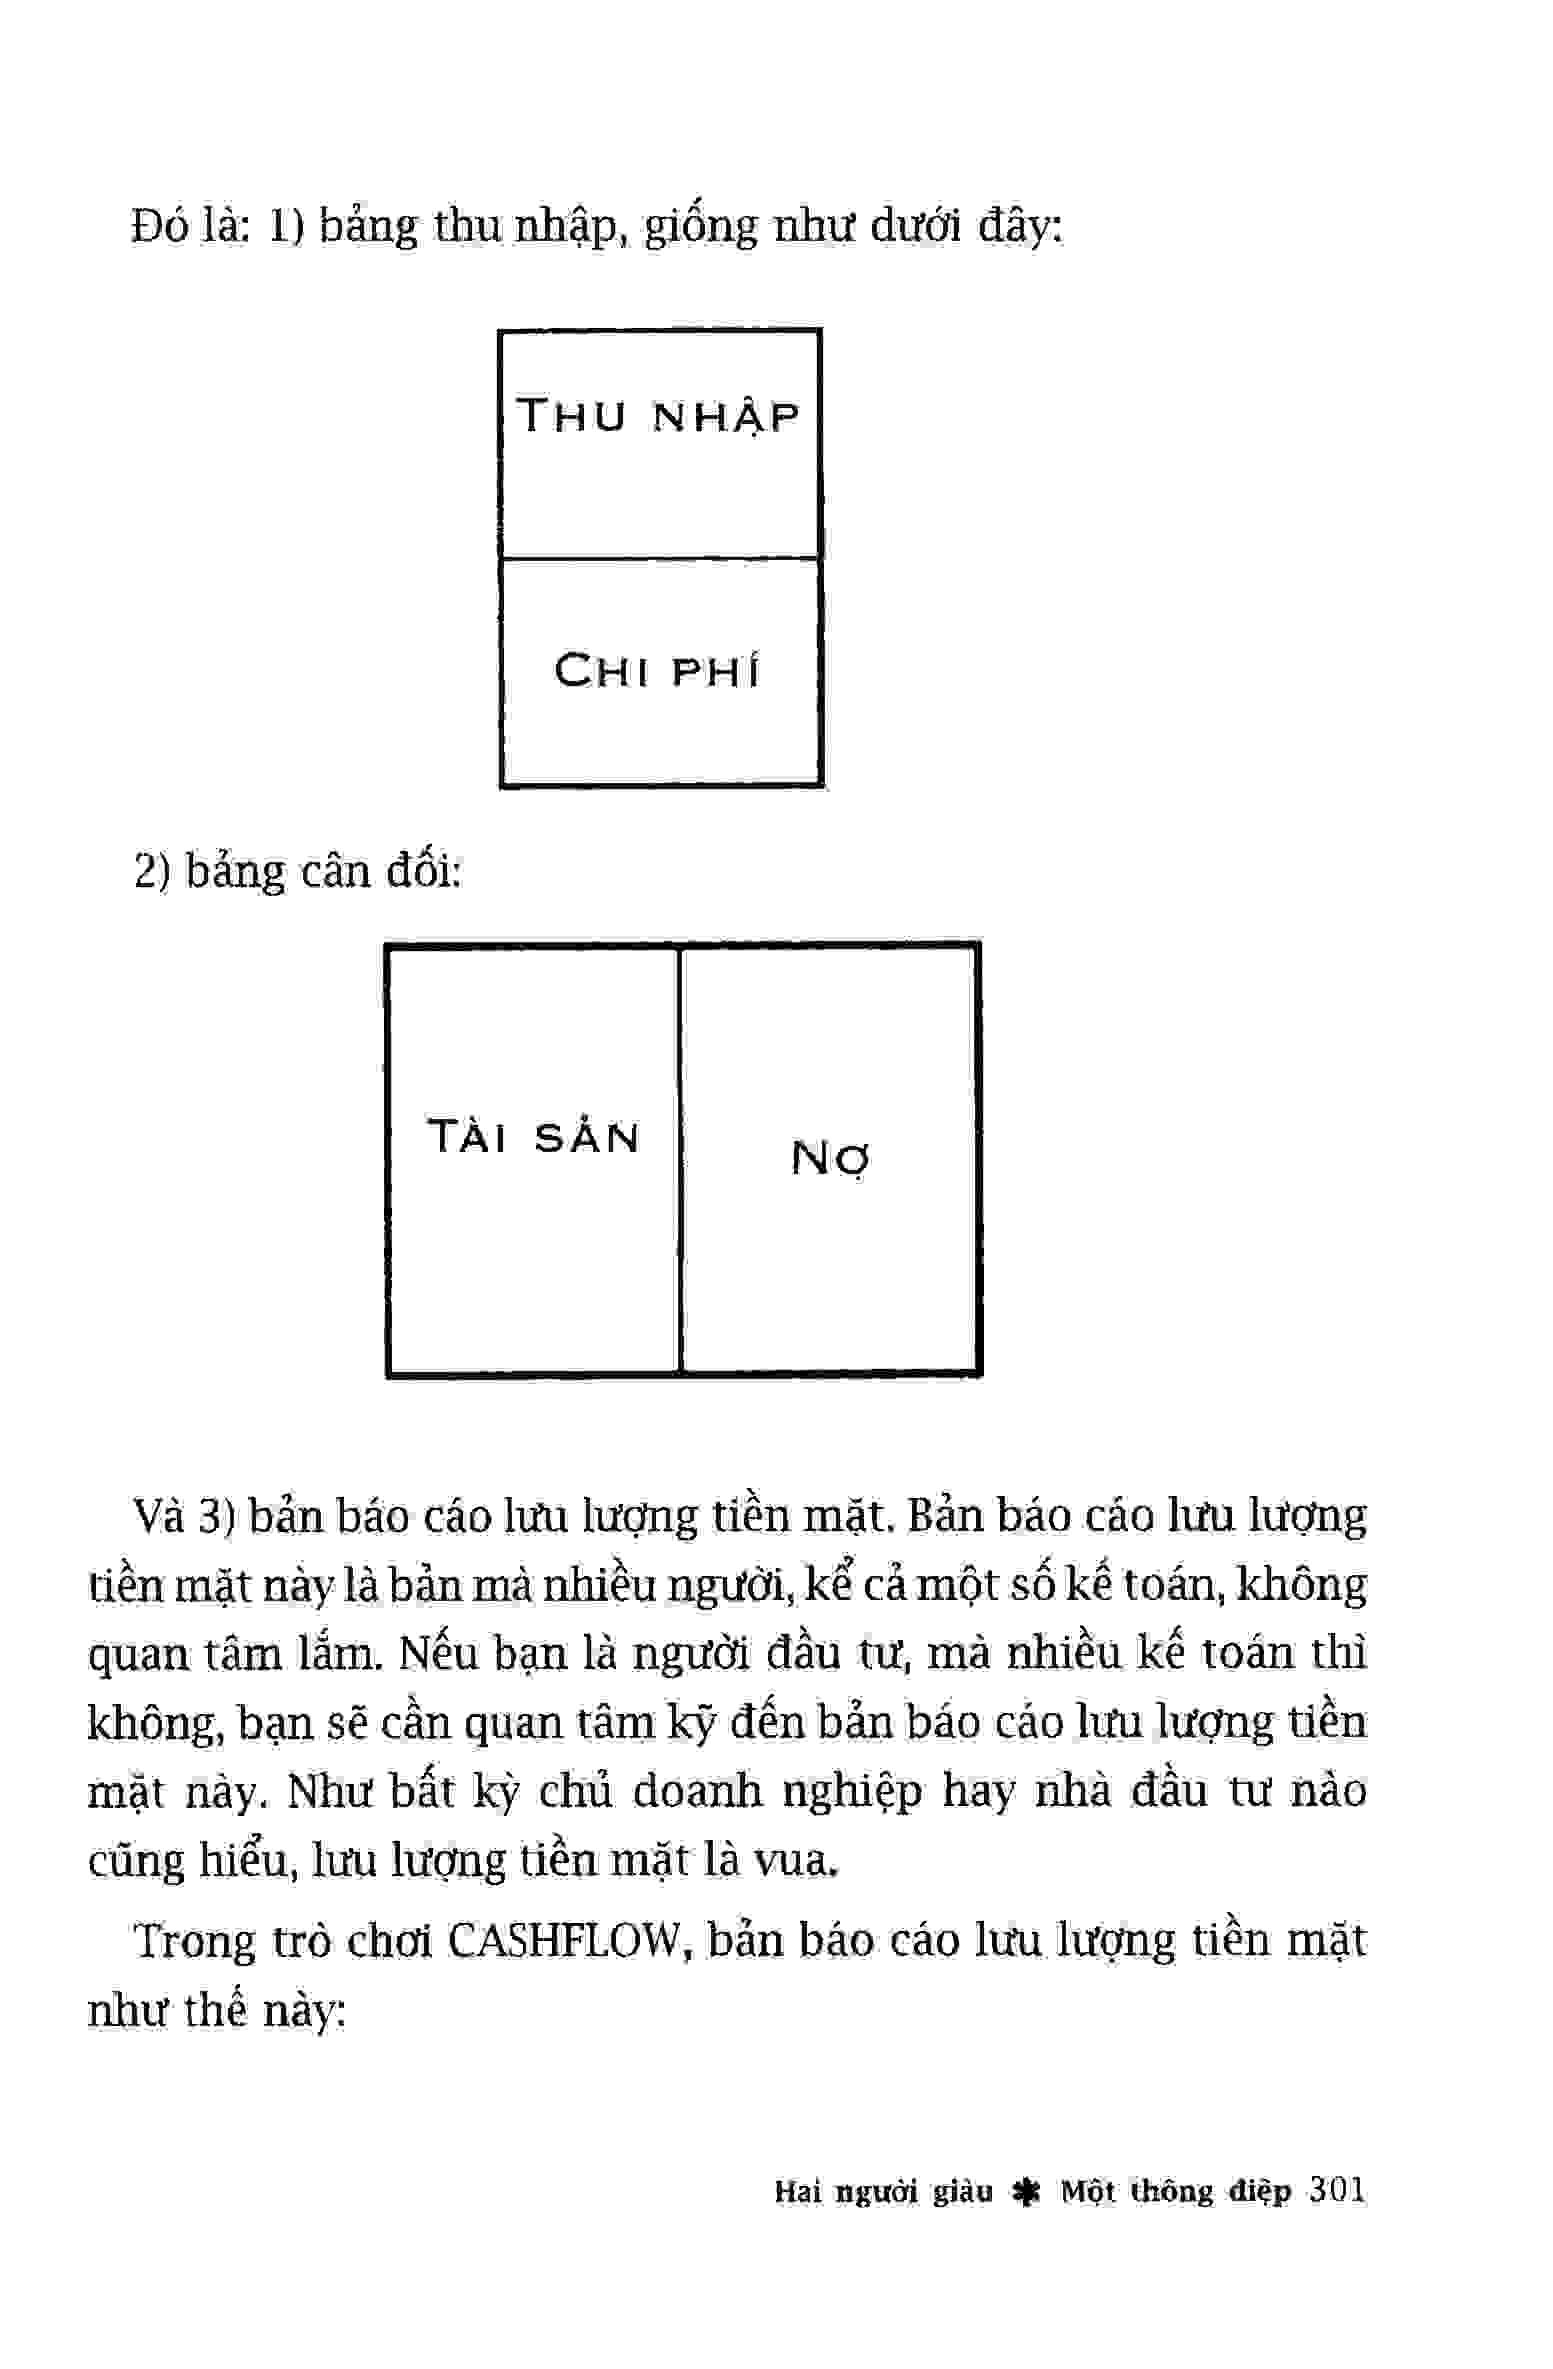 Đó là: 1) bảng thu nhập, giống như dưới đây:
THU NHẬP
CHI PHÍ
2) bảng cân đối:
TÀI SẢN
NỢ
Và 3) bản báo cáo lưu lượng tiền mặt. Bản báo cáo lưu lượng
tiền mặt này là bản mà nhiều người, kể cả một số kế toán, không
quan tâm lắm. Nếu bạn là người đầu tư, mà nhiều kế toán thì
không, bạn sẽ cần quan tâm kỹ đến bản báo cáo lưu lượng tiền
mặt này. Như bất kỳ chủ doanh nghiệp hay nhà đầu tư nào
cũng hiểu, lưu lượng tiền mặt là vua.
Trong trò chơi CASHFLOW, bản báo cáo lưu lượng tiền mặt
như thế này:
Hai người giàu ✱ Một thông điệp 301